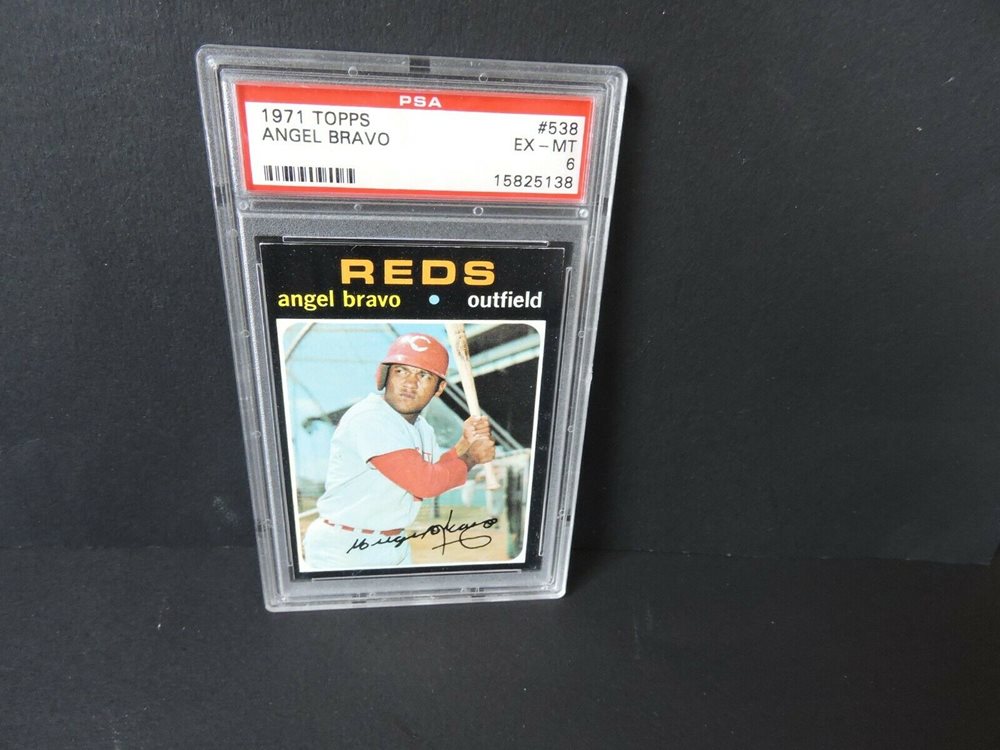 PSA
1971 TOPPS #538
ANGEL BRAVO EX - MT
6
15825138
REDS
angel bravo • outfield
C